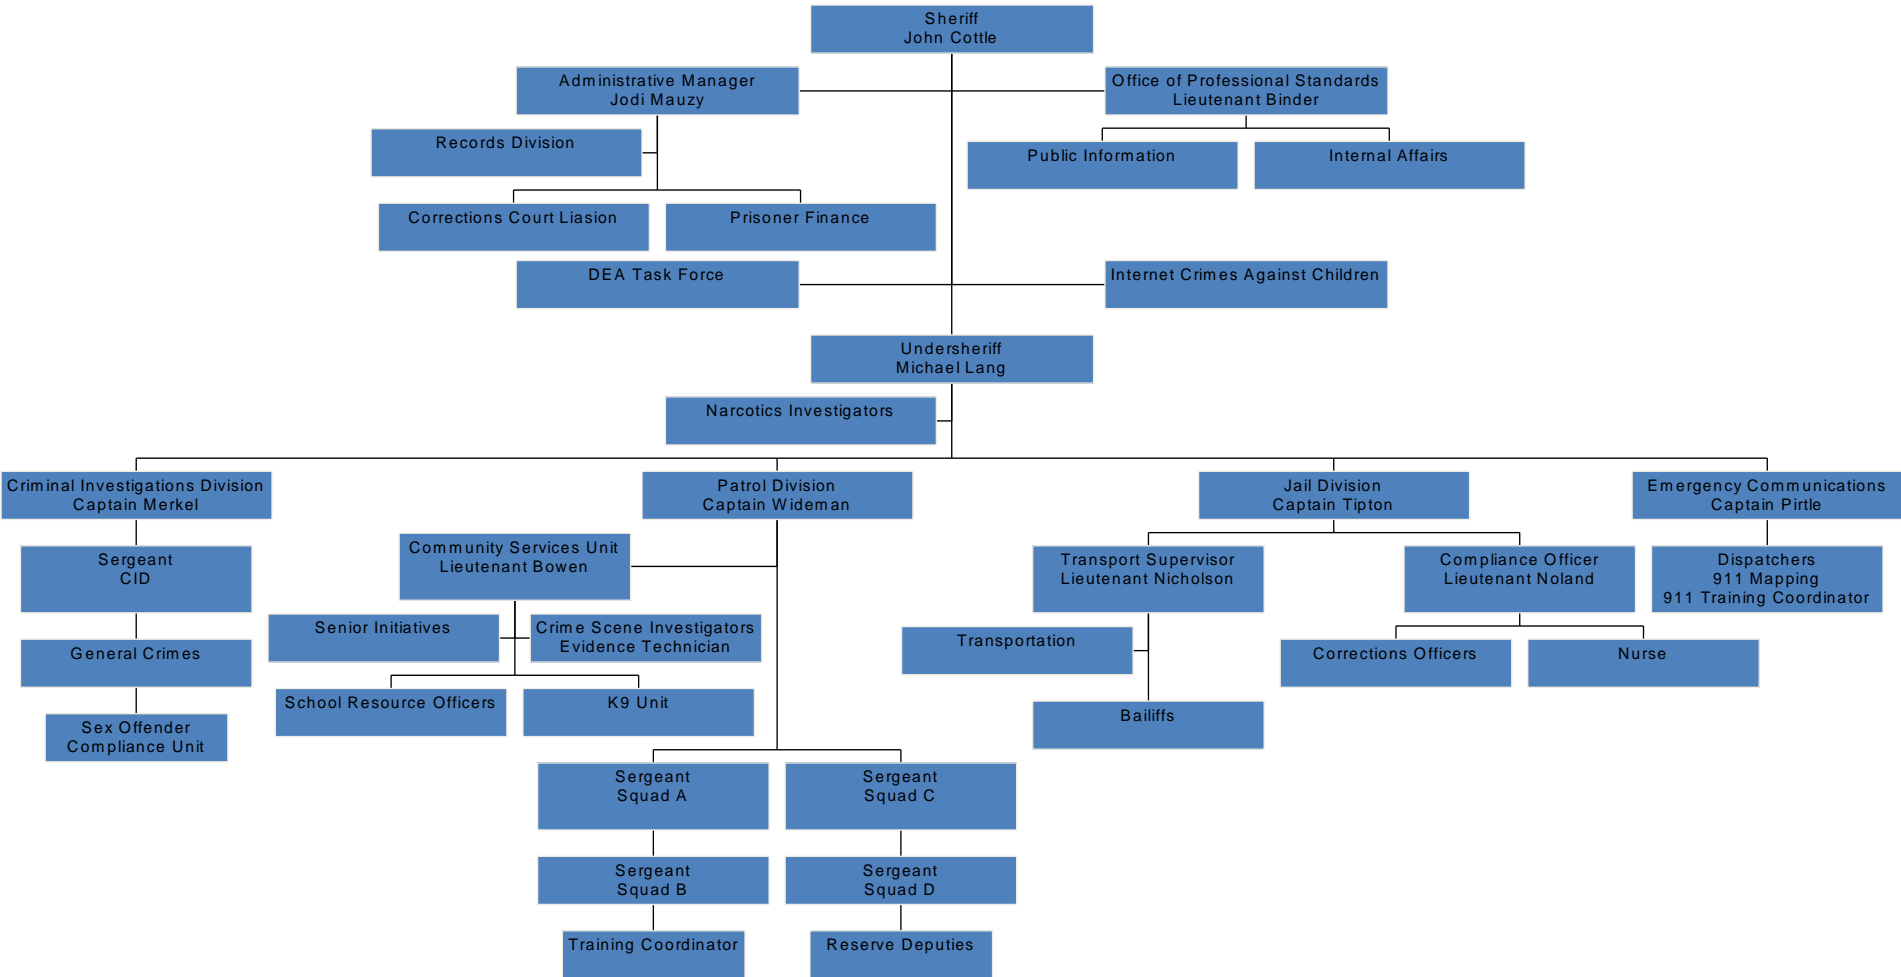 Sheriff
John Cottle
Administrative Manager
Jodi Mauzy
Office of Professional Standards
Lieutenant Binder
Records Division
Public Information
Internal Affairs
Corrections Court Liasion
Prisoner Finance
DEA Task Force
Internet Crimes Against Children
Undersheriff
Michael Lang
Narcotics Investigators
Criminal Investigations Division
Captain Merkel
Patrol Division
Captain Wideman
Jail Division
Captain Tipton
Emergency Communications
Captain Pirtle
Sergeant
CID
Community Services Unit
Lieutenant Bowen
Transport Supervisor
Lieutenant Nicholson
Compliance Officer
Lieutenant Noland
Dispatchers
911 Mapping
911 Training Coordinator
Senior Initiatives
Crime Scene Investigators
Evidence Technician
Transportation
General Crimes
Corrections Officers
Nurse
School Resource Officers
K9 Unit
Bailiffs
Sex Offender
Compliance Unit
Sergeant
Squad A
Sergeant
Squad C
Sergeant
Squad B
Sergeant
Squad D
Training Coordinator
Reserve Deputies